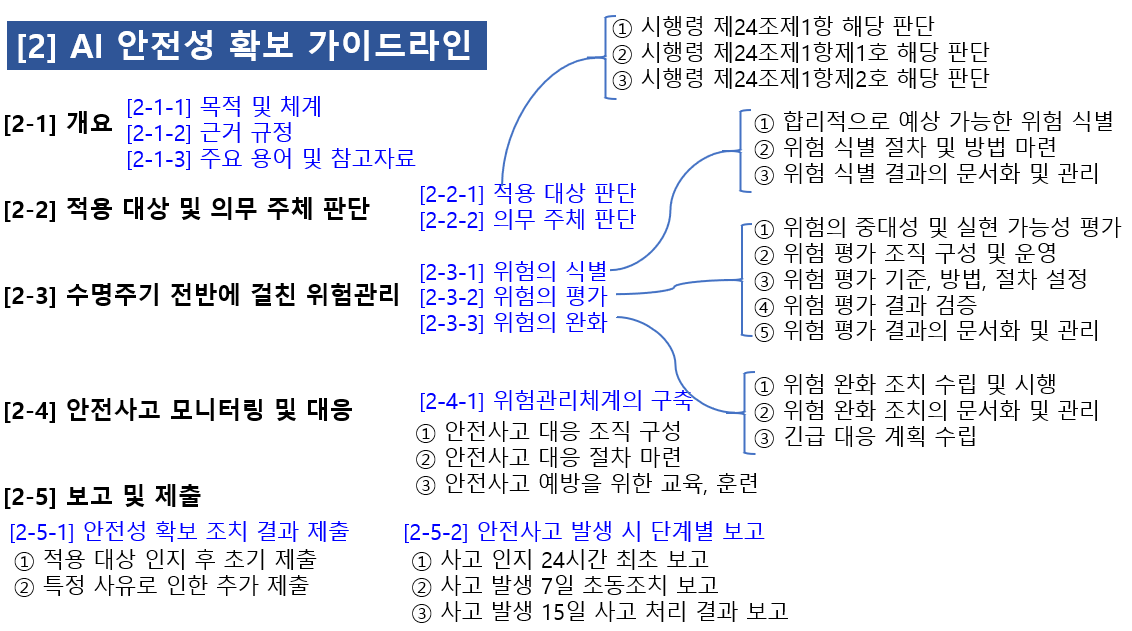 [2] AI 안전성 확보 가이드라인
① 시행령 제24조제1항 해당 판단
② 시행령 제24조제1항제1호 해당 판단
③ 시행령 제24조제1항제2호 해당 판단
[2-1] 개요
[2-1-1] 목적 및 체계
[2-1-2] 근거 규정
[2-1-3] 주요 용어 및 참고자료
① 합리적으로 예상 가능한 위험 식별
② 위험 식별 절차 및 방법 마련
③ 위험 식별 결과의 문서화 및 관리
[2-2] 적용 대상 및 의무 주체 판단
[2-2-1] 적용 대상 판단
[2-2-2] 의무 주체 판단
① 위험의 중대성 및 실현 가능성 평가
② 위험 평가 조직 구성 및 운영
③ 위험 평가 기준, 방법, 절차 설정
④ 위험 평가 결과 검증
⑤ 위험 평가 결과의 문서화 및 관리
[2-3] 수명주기 전반에 걸친 위험관리
[2-3-1] 위험의 식별
[2-3-2] 위험의 평가
[2-3-3] 위험의 완화
① 위험 완화 조치 수립 및 시행
② 위험 완화 조치의 문서화 및 관리
③ 긴급 대응 계획 수립
[2-4] 안전사고 모니터링 및 대응
[2-4-1] 위험관리체계의 구축
① 안전사고 대응 조직 구성
② 안전사고 대응 절차 마련
③ 안전사고 예방을 위한 교육, 훈련
[2-5] 보고 및 제출
[2-5-1] 안전성 확보 조치 결과 제출
① 적용 대상 인지 후 초기 제출
② 특정 사유로 인한 추가 제출
[2-5-2] 안전사고 발생 시 단계별 보고
① 사고 인지 24시간 최초 보고
② 사고 발생 7일 초동조치 보고
③ 사고 발생 15일 사고 처리 결과 보고